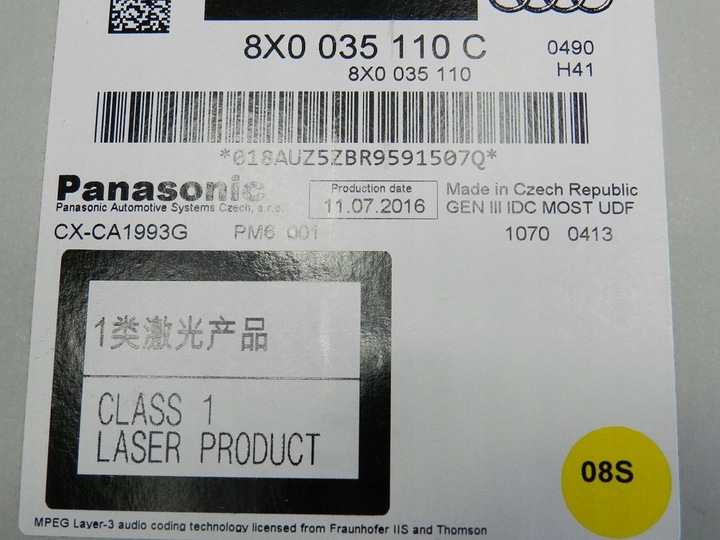 8X0 035 110 C
0490
8X0 035 110
H41
*018AUZ5ZBR9591507Q*
Panasonic
Panasonic Automotive Systems Czech, s.r.o.
Production date
11.07.2016
Made in Czech Republic
GEN III IDC MOST UDF
CX-CA1993G PM6 001
1070 0413
1类激光产品
CLASS 1
LASER PRODUCT
08S
MPEG Layer-3 audio coding technology licensed from Fraunhofer IIS and Thomson